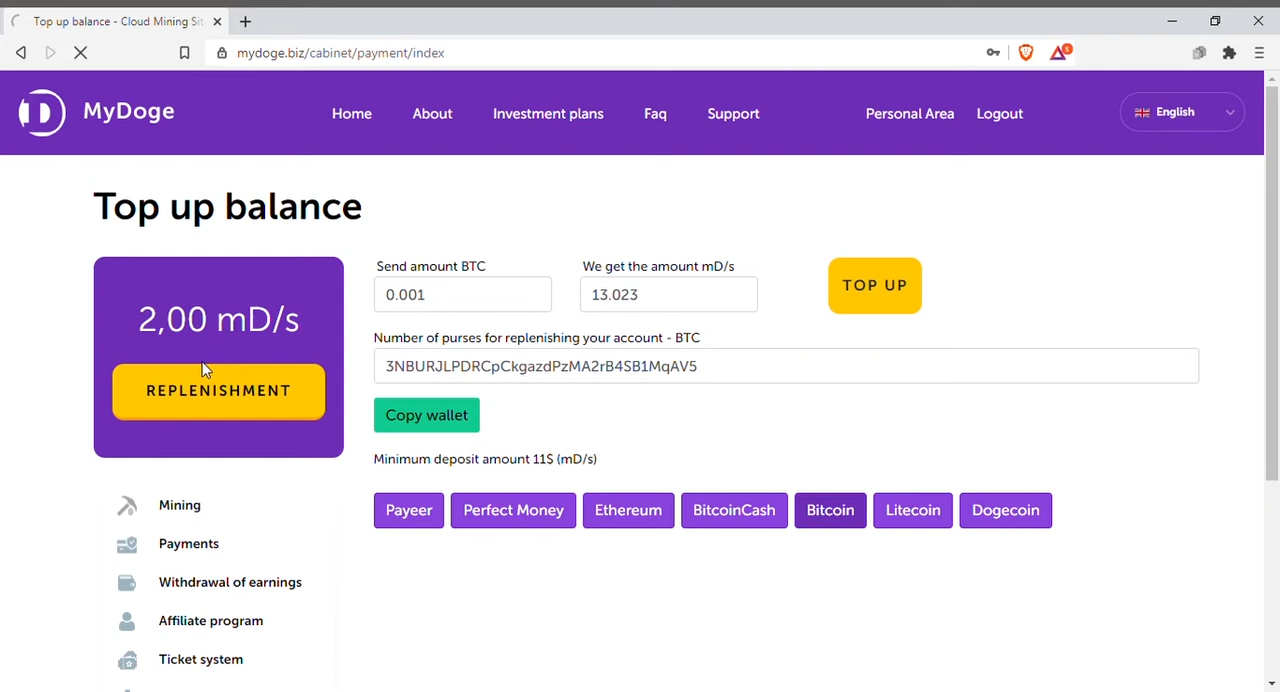 Top up balance - Cloud Mining Sit
mydoge.biz/cabinet/payment/index
5
MyDoge
Home
About
Investment plans
Faq
Support
Personal Area
Logout
English
Top up balance
2,00 mD/s
REPLENISHMENT
Send amount BTC
We get the amount mD/s
0.001
13.023
TOP UP
Number of purses for replenishing your account - BTC
3NBURJLPDRCpCkgazdPzMA2rB4SB1MqAV5
Copy wallet
Minimum deposit amount 11$ (mD/s)
Payeer
Perfect Money
Ethereum
BitcoinCash
Bitcoin
Litecoin
Dogecoin
Mining
Payments
Withdrawal of earnings
Affiliate program
Ticket system